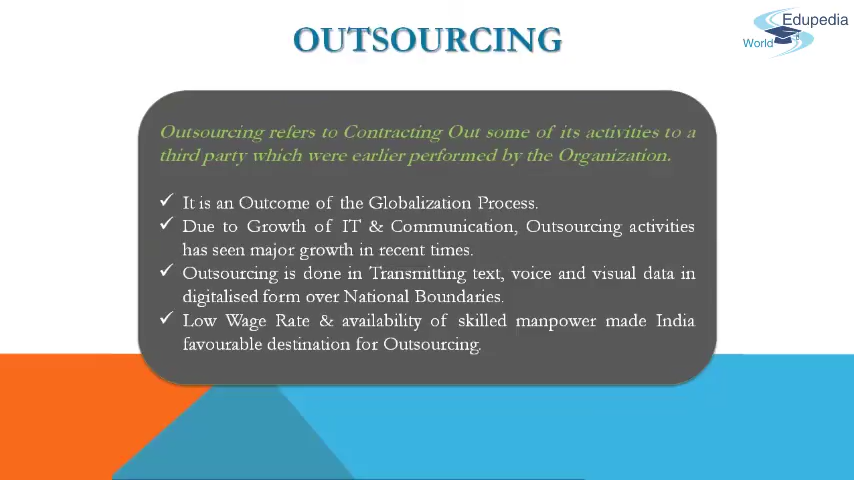 OUTSOURCING
Edupedia
World
Outsourcing refers to Contracting Out some of its activities to a
third party which were earlier performed by the Organization.
✓ It is an Outcome of the Globalization Process.
✓ Due to Growth of IT & Communication, Outsourcing activities
has seen major growth in recent times.
✓ Outsourcing is done in Transmitting text, voice and visual data in
digitalised form over National Boundaries.
✓ Low Wage Rate & availability of skilled manpower made India
favourable destination for Outsourcing.